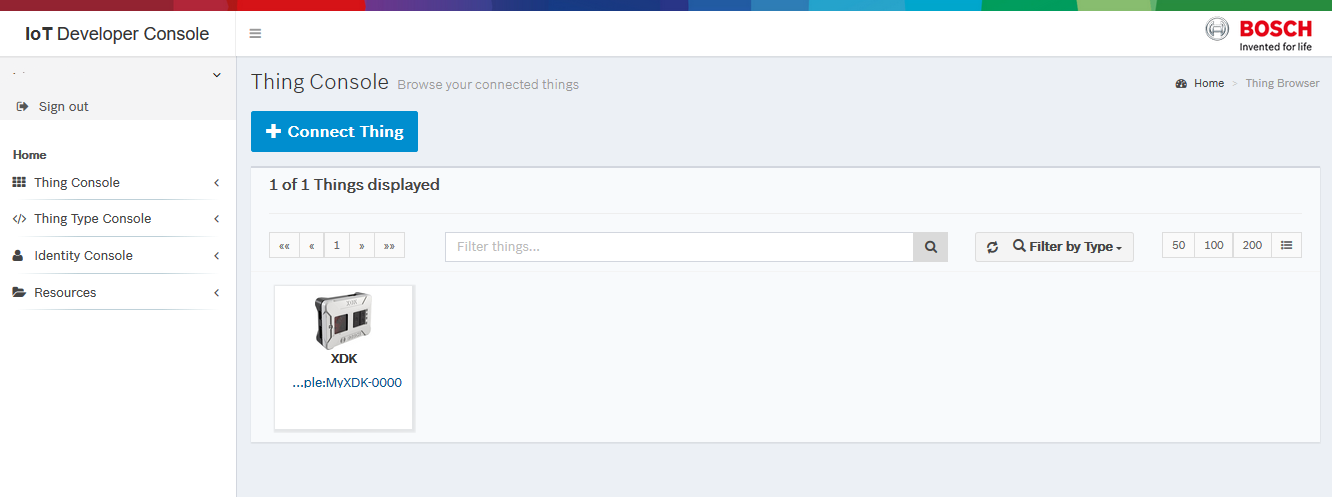 IoT Developer Console
BOSCH
Invented for life
Sign out
Thing Console Browse your connected things
Home > Thing Browser
Connect Thing
Home
Thing Console
Thing Type Console
Identity Console
Resources
1 of 1 Things displayed
«« « 1 » »»
Filter things...
Filter by Type
50 100 200
XDK
...ple:MyXDK-0000